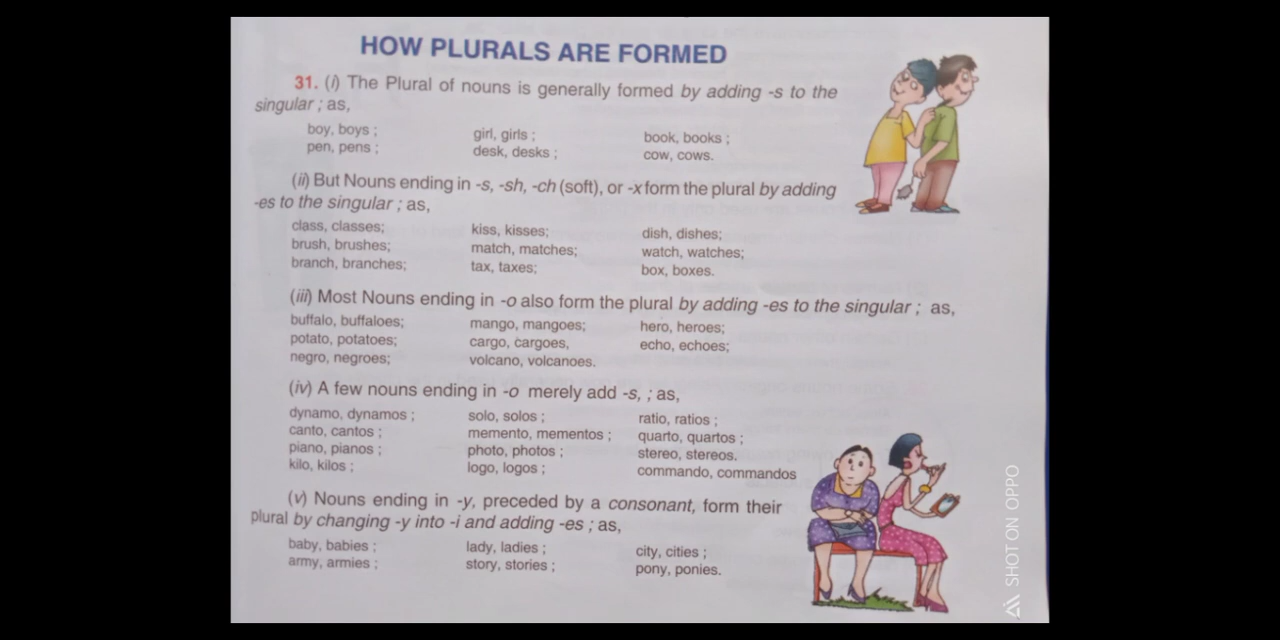 HOW PLURALS ARE FORMED
31. (i) The Plural of nouns is generally formed by adding -s to the
singular ; as,
boy, boys ; girl, girls ; book, books ;
pen, pens ; desk, desks ; cow, cows.
(ii) But Nouns ending in -s, -sh, -ch (soft), or -x form the plural by adding
-es to the singular ; as,
class, classes; kiss, kisses; dish, dishes;
brush, brushes; match, matches; watch, watches;
branch, branches; tax, taxes; box, boxes.
(iii) Most Nouns ending in -o also form the plural by adding -es to the singular ; as,
buffalo, buffaloes; mango, mangoes; hero, heroes;
potato, potatoes; cargo, cargoes, echo, echoes;
negro, negroes; volcano, volcanoes.
(iv) A few nouns ending in -o merely add -s, ; as,
dynamo, dynamos ; solo, solos ; ratio, ratios ;
canto, cantos ; memento, mementos ; quarto, quartos ;
piano, pianos ; photo, photos ; stereo, stereos.
kilo, kilos ; logo, logos ; commando, commandos
(v) Nouns ending in -y, preceded by a consonant, form their
plural by changing -y into -i and adding -es ; as,
baby, babies ; lady, ladies ; city, cities ;
army, armies ; story, stories ; pony, ponies.
SHOT ON OPPO